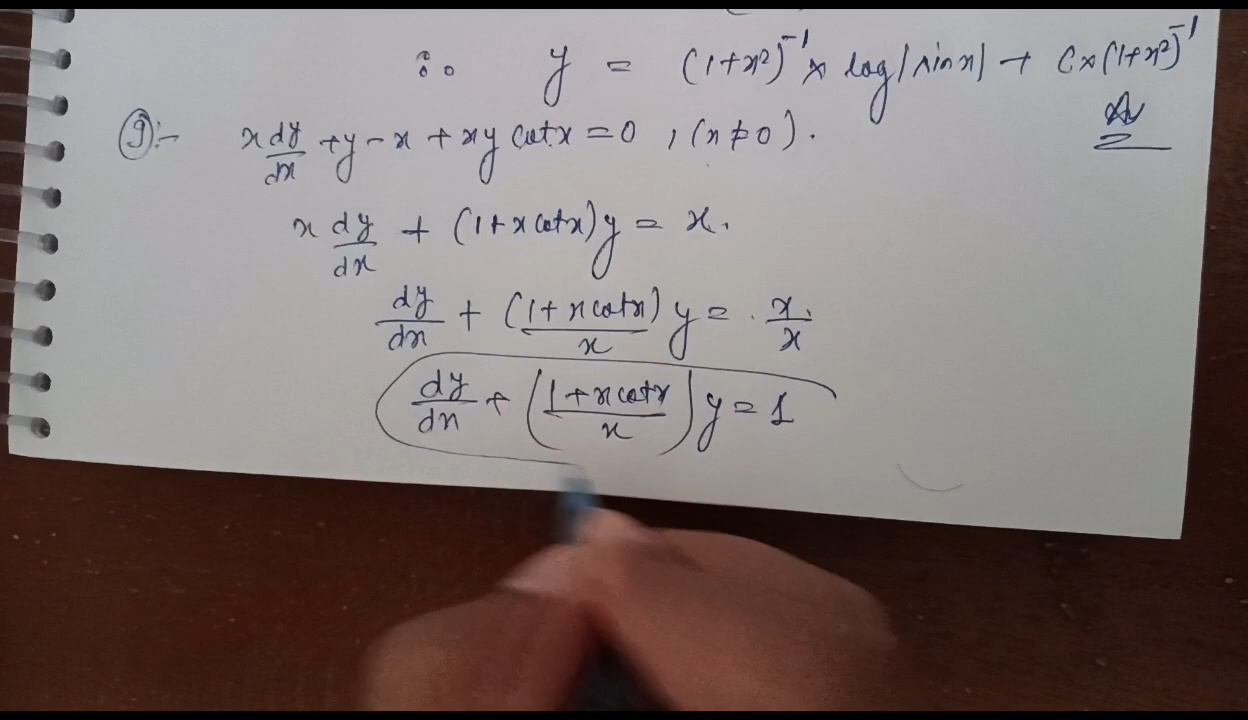 ∴ y = (1+x²)⁻¹ × log|sin x| + C×(1+x²)⁻¹
A
9:- x dy/dx + y - x + xy cot x = 0 , (x ≠ 0).
x dy/dx + (1 + x cot x) y = x.
dy/dx + (1 + x cot x)/x y = x/x
dy/dx + ((1 + x cot x)/x) y = 1